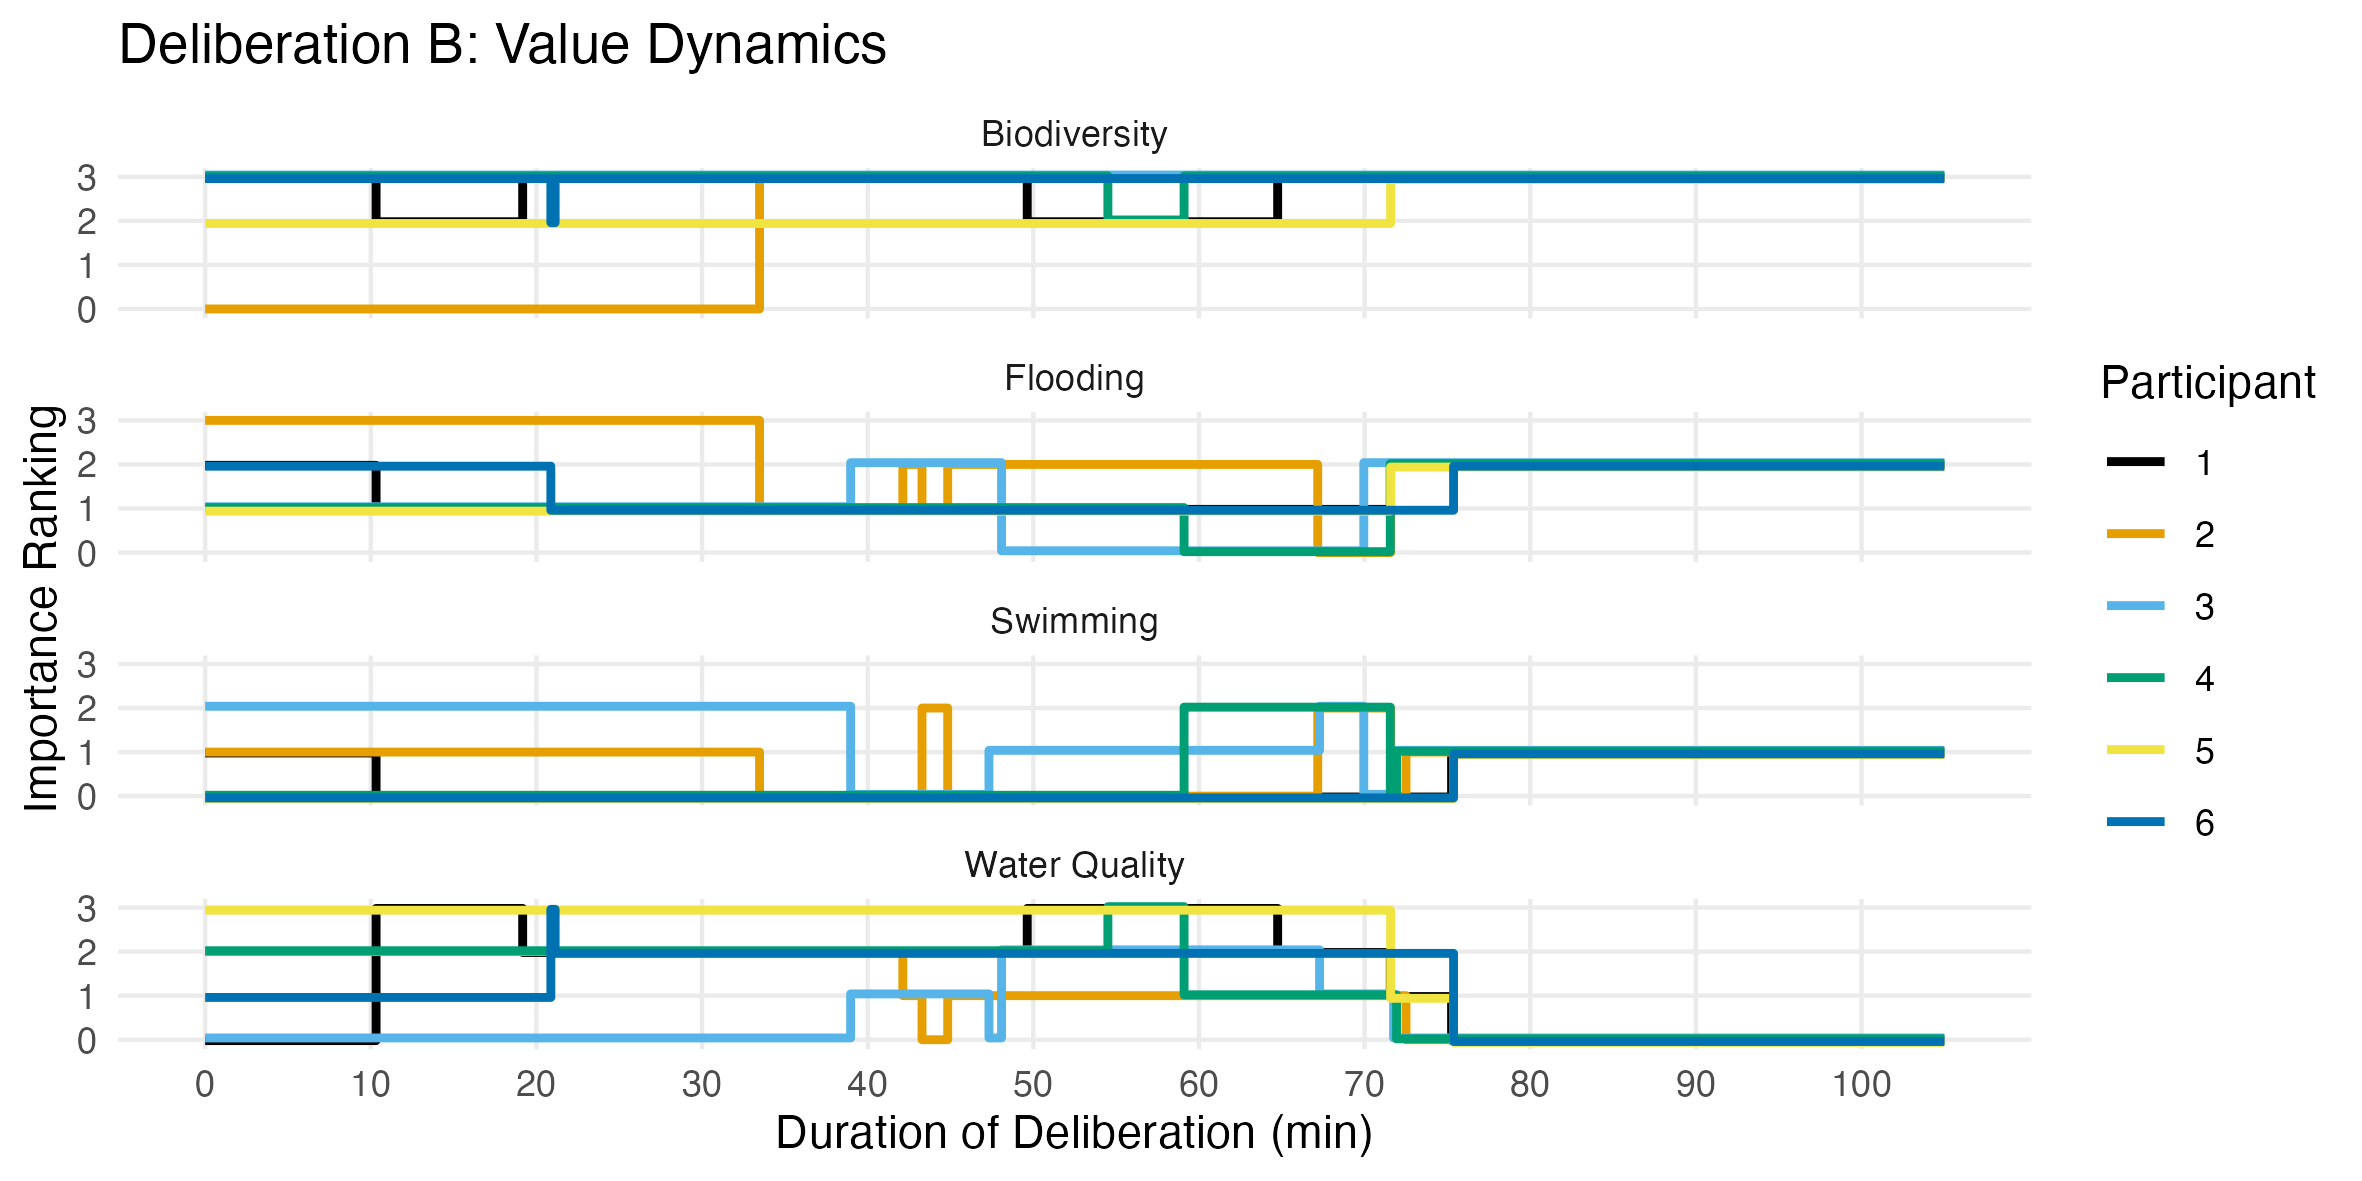 Deliberation B: Value Dynamics
Biodiversity
3
2
1
0
Flooding
3
2
1
0
Swimming
3
2
1
0
Water Quality
3
2
1
0
0 10 20 30 40 50 60 70 80 90 100
Duration of Deliberation (min)
Importance Ranking
Participant
1
2
3
4
5
6